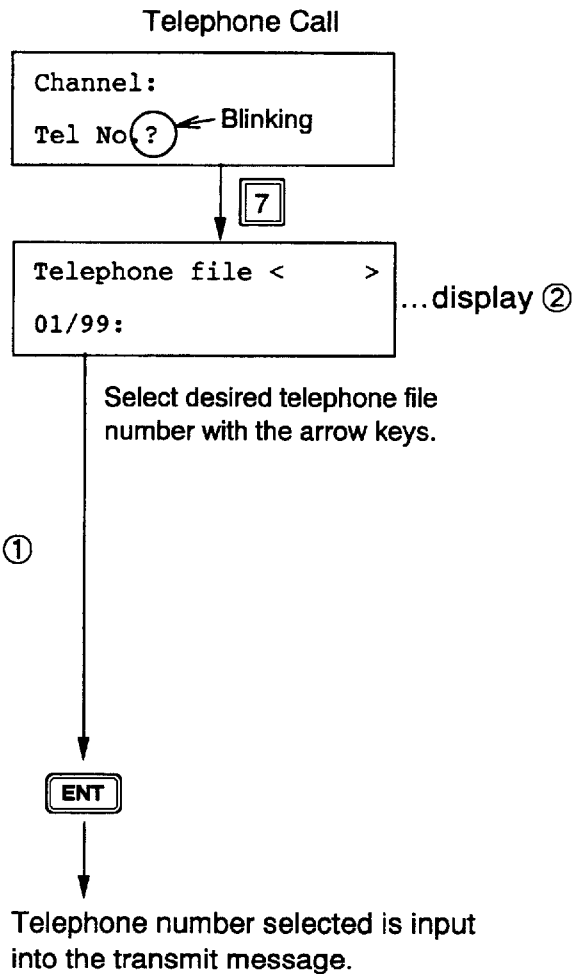 Telephone Call
Channel:
Tel No.?
Blinking
7
Telephone file <      >
01/99:
...display ②
Select desired telephone file
number with the arrow keys.
①
ENT
Telephone number selected is input
into the transmit message.